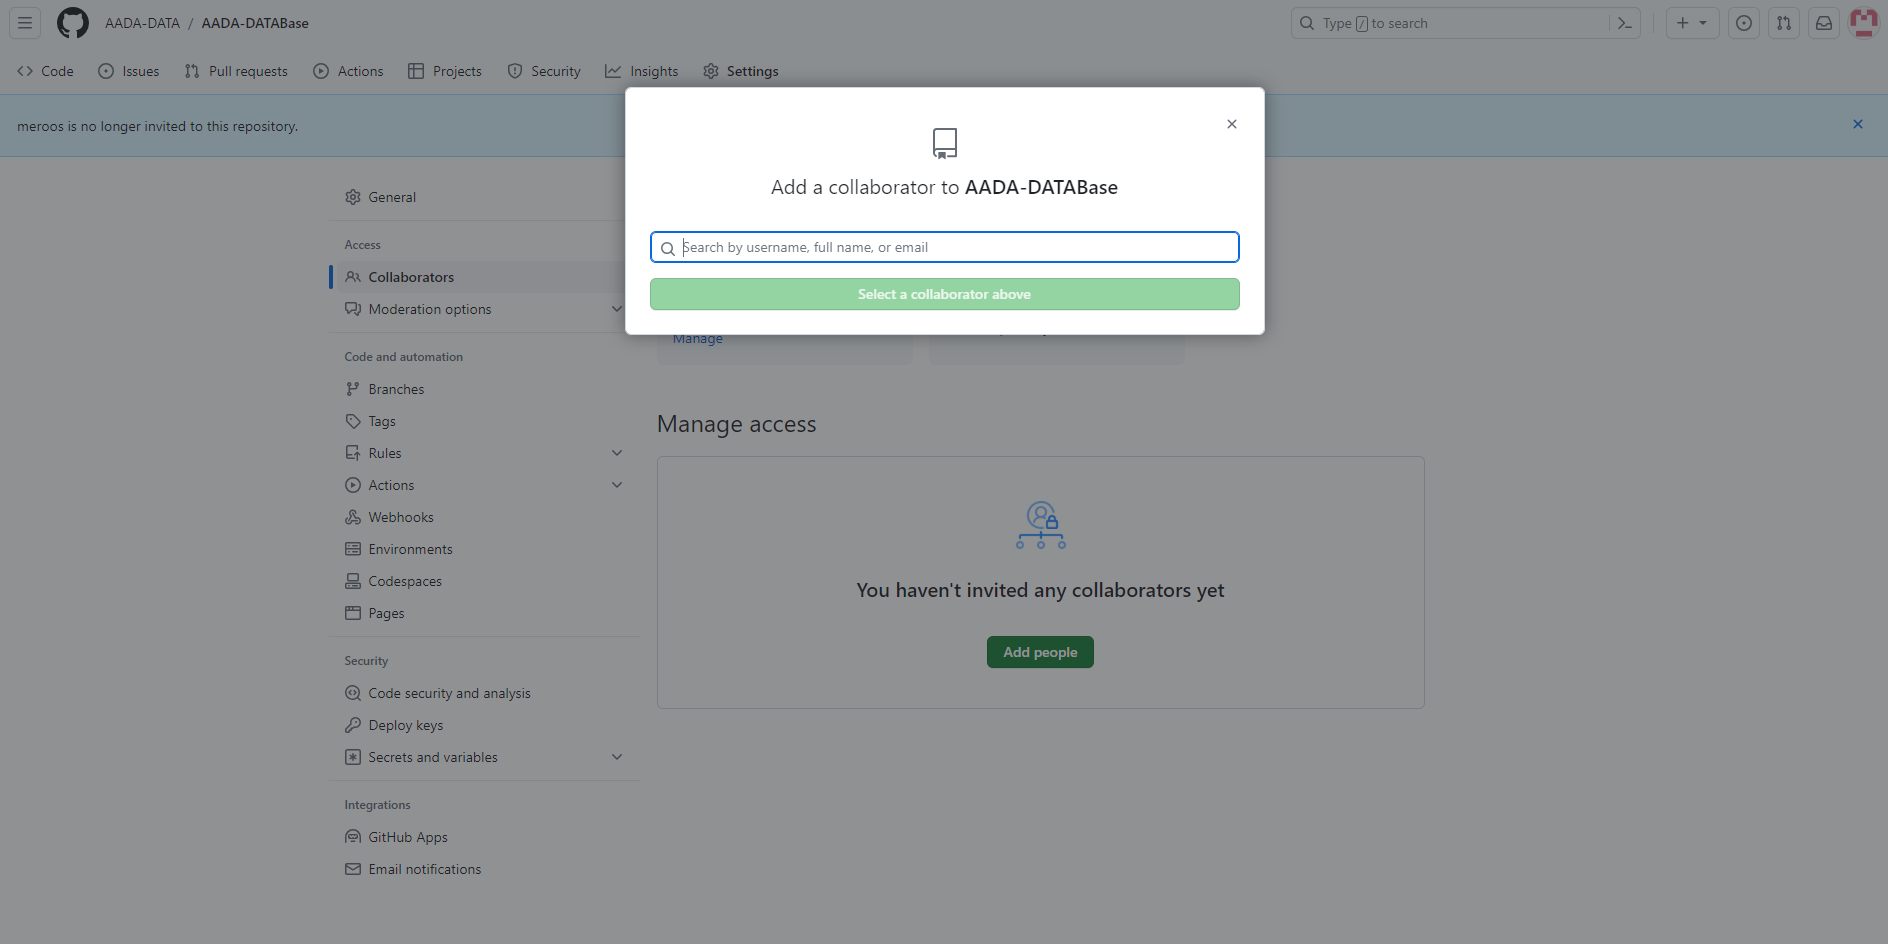 AADA-DATA / AADA-DATABase
Type / to search
Code Issues Pull requests Actions Projects Security Insights Settings
meroos is no longer invited to this repository.
Add a collaborator to AADA-DATABase
Search by username, full name, or email
Select a collaborator above
General
Access
Collaborators
Moderation options
Code and automation
Branches
Tags
Rules
Actions
Webhooks
Environments
Codespaces
Pages
Security
Code security and analysis
Deploy keys
Secrets and variables
Integrations
GitHub Apps
Email notifications
Manage
Manage access
You haven't invited any collaborators yet
Add people